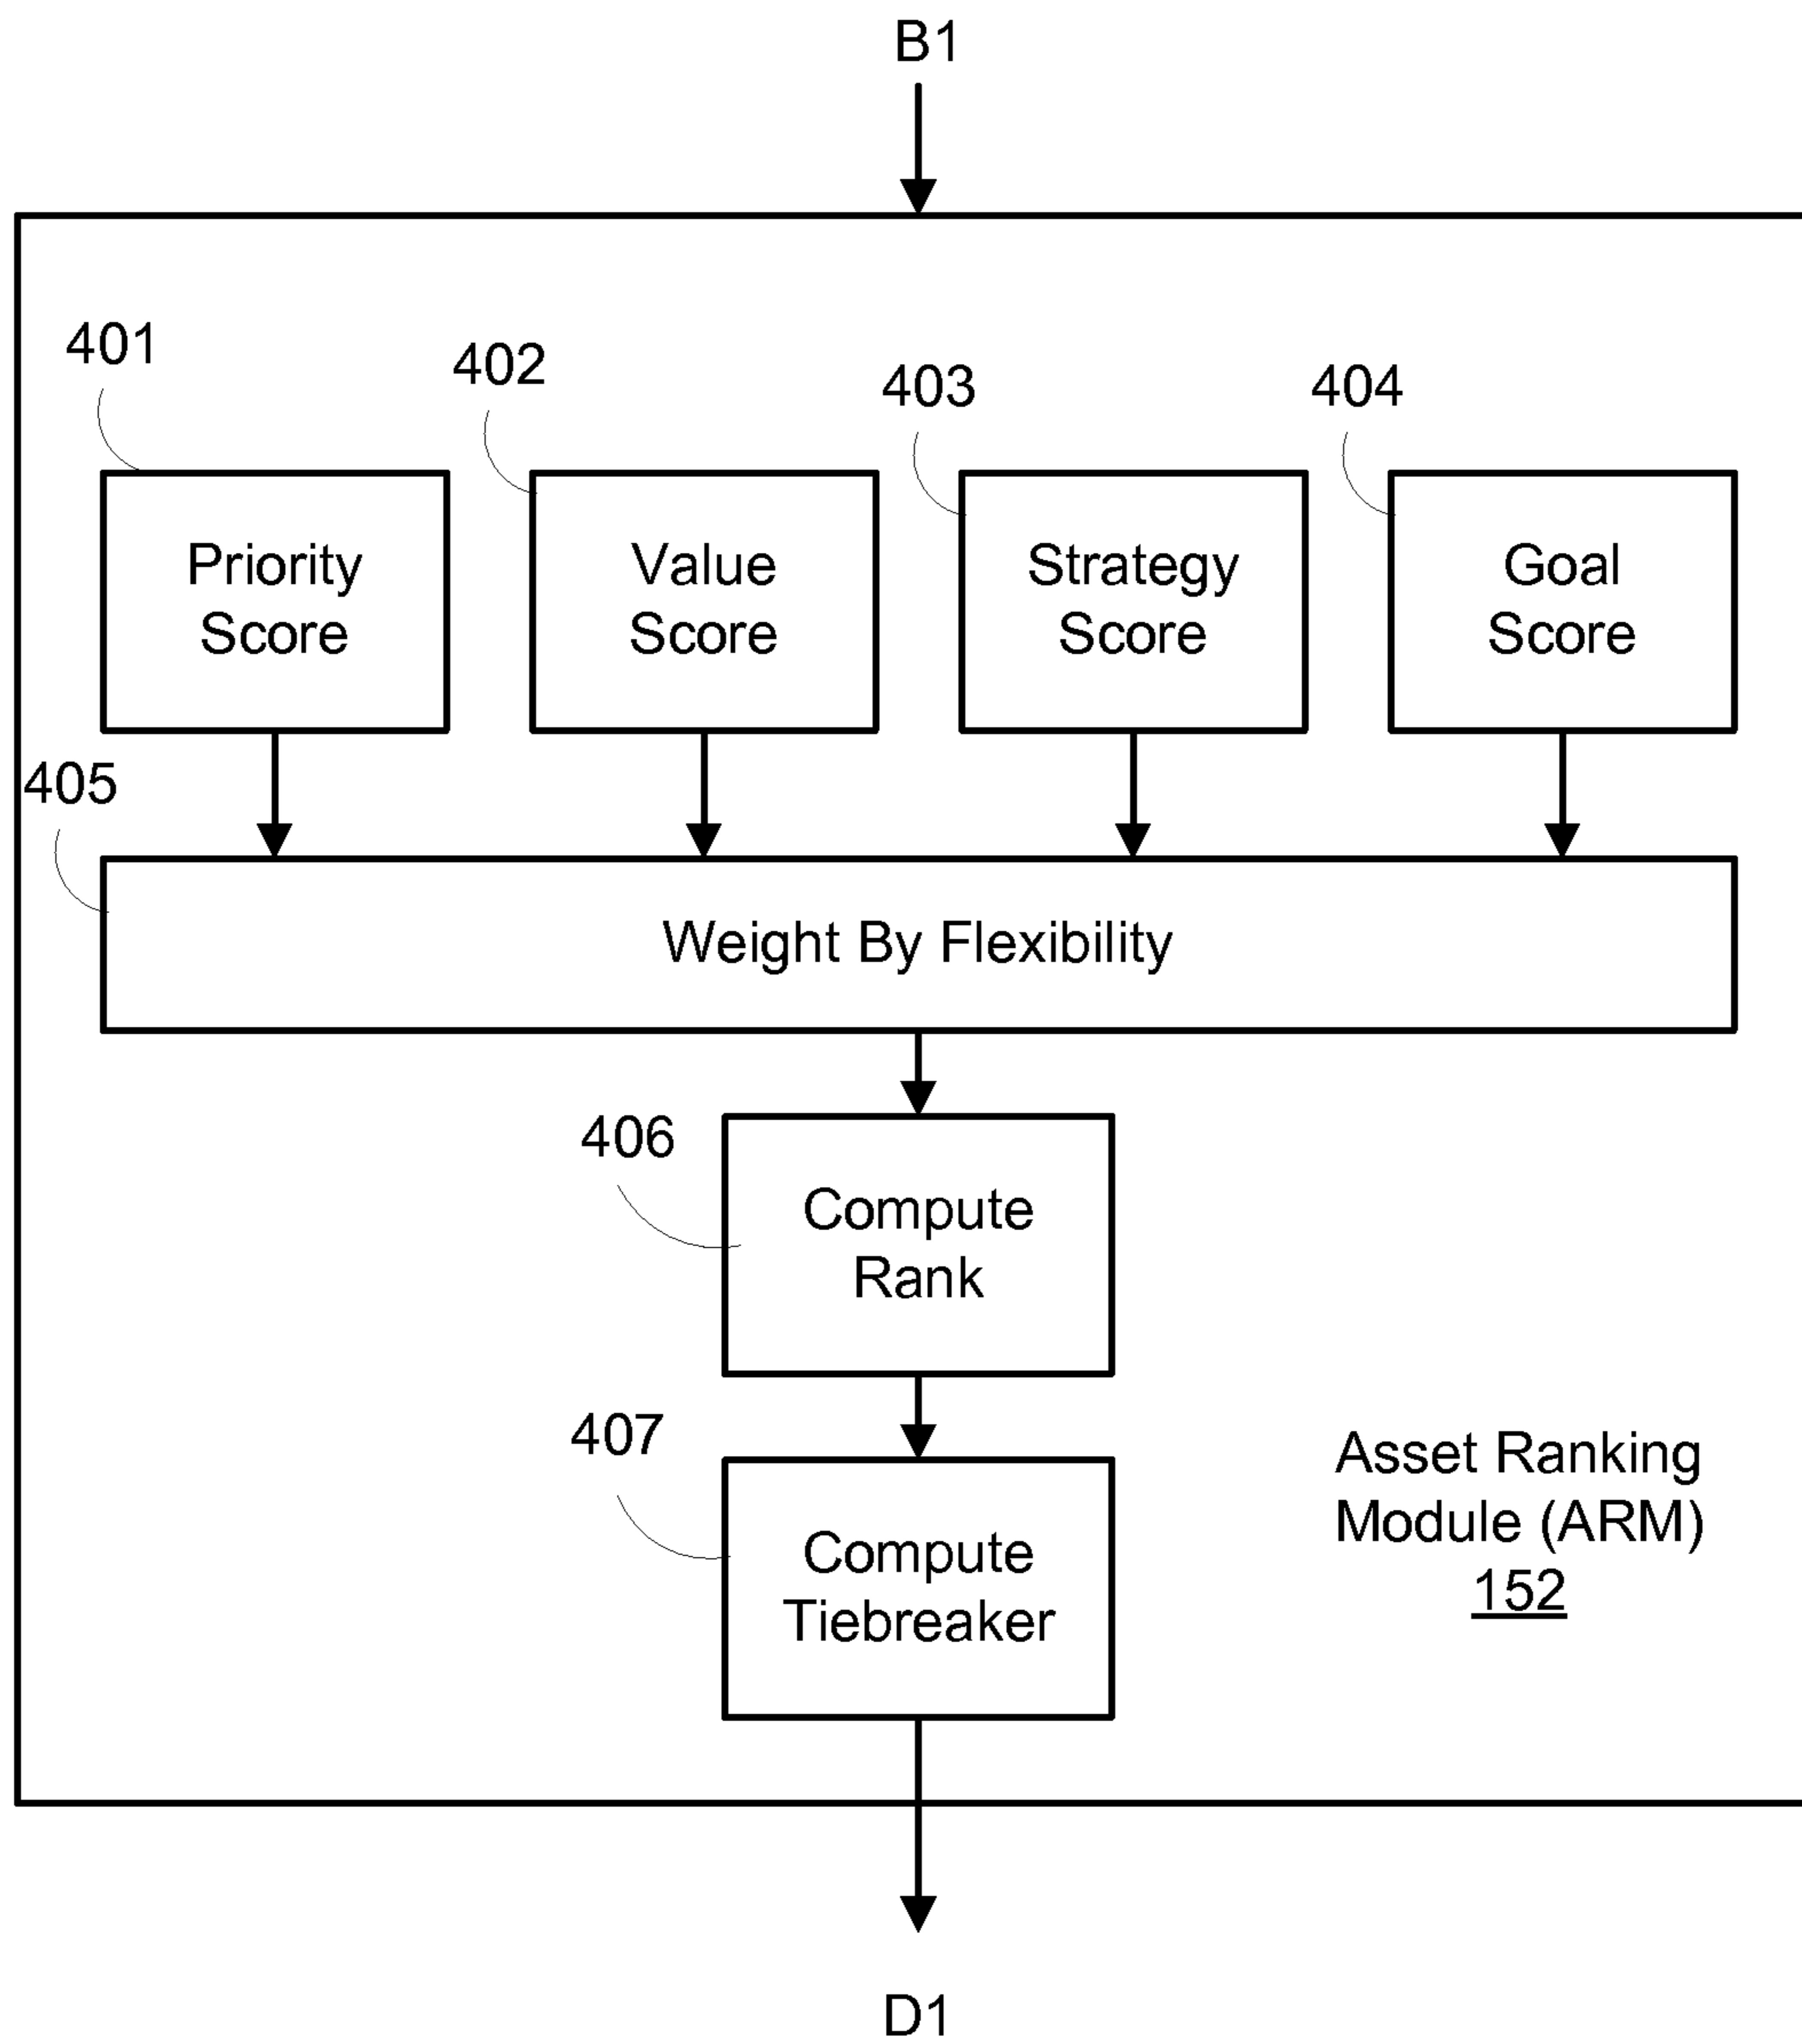 B1
401
402
403
404
Priority
Score
Value
Score
Strategy
Score
Goal
Score
405
Weight By Flexibility
406
Compute
Rank
407
Compute
Tiebreaker
Asset Ranking
Module (ARM)
152
D1